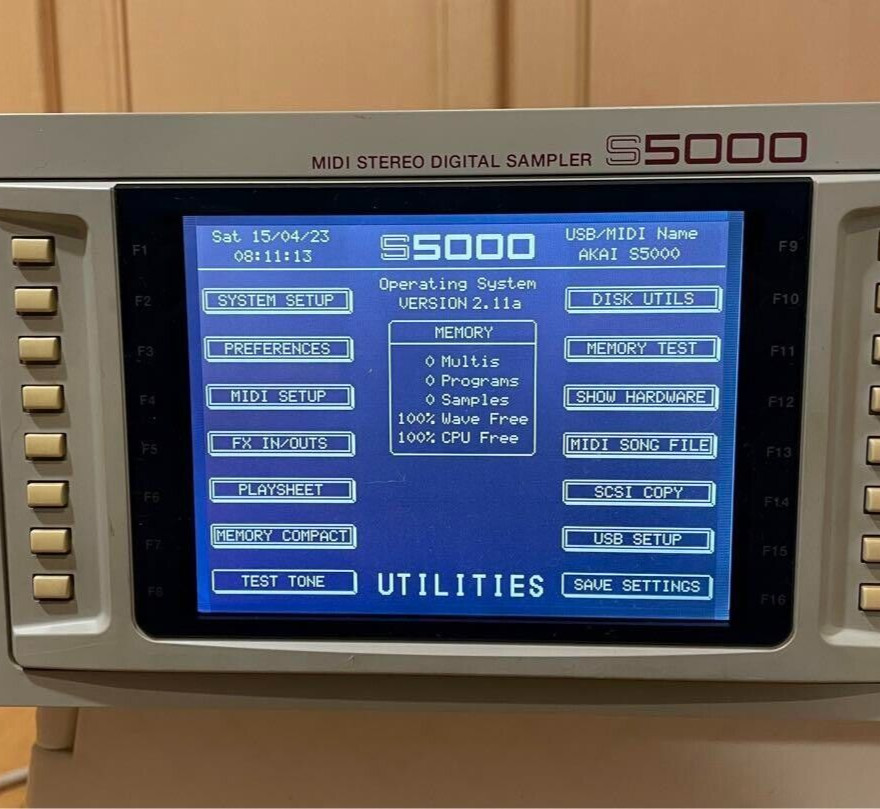 MIDI STEREO DIGITAL SAMPLER S5000
Sat 15/04/23
08:11:13
S5000
USB/MIDI Name
AKAI S5000
Operating System
VERSION 2.11a
MEMORY
0 Multis
0 Programs
0 Samples
100% Wave Free
100% CPU Free
F1
F2 SYSTEM SETUP
F3 PREFERENCES
F4 MIDI SETUP
F5 FX IN/OUTS
F6 PLAYSHEET
F7 MEMORY COMPACT
F8 TEST TONE
UTILITIES
F9
DISK UTILS F10
MEMORY TEST F11
SHOW HARDWARE F12
MIDI SONG FILE F13
SCSI COPY F14
USB SETUP F15
SAVE SETTINGS F16